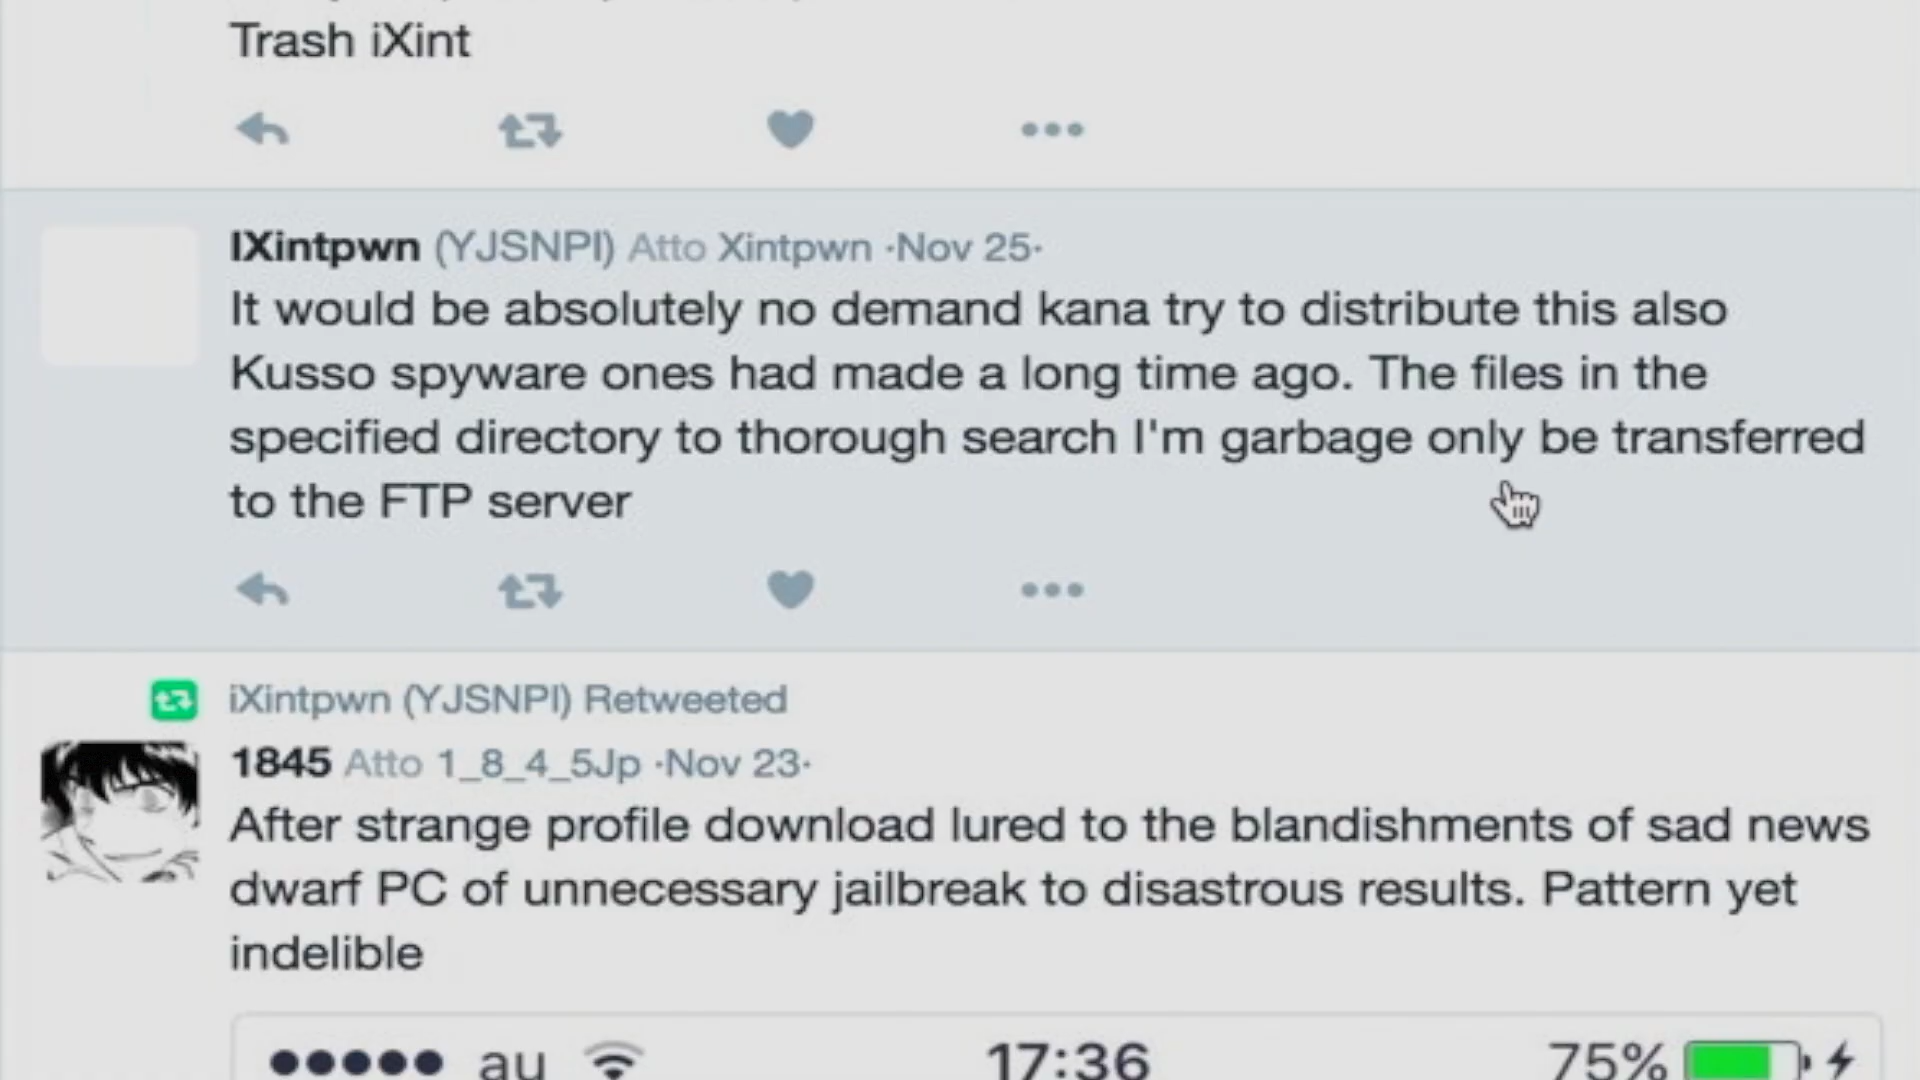 Trash iXint
IXintpwn (YJSNPI) Atto Xintpwn ·Nov 25·
It would be absolutely no demand kana try to distribute this also
Kusso spyware ones had made a long time ago. The files in the
specified directory to thorough search I'm garbage only be transferred
to the FTP server
iXintpwn (YJSNPI) Retweeted
1845 Atto 1_8_4_5Jp ·Nov 23·
After strange profile download lured to the blandishments of sad news
dwarf PC of unnecessary jailbreak to disastrous results. Pattern yet
indelible
au 17:36 75%